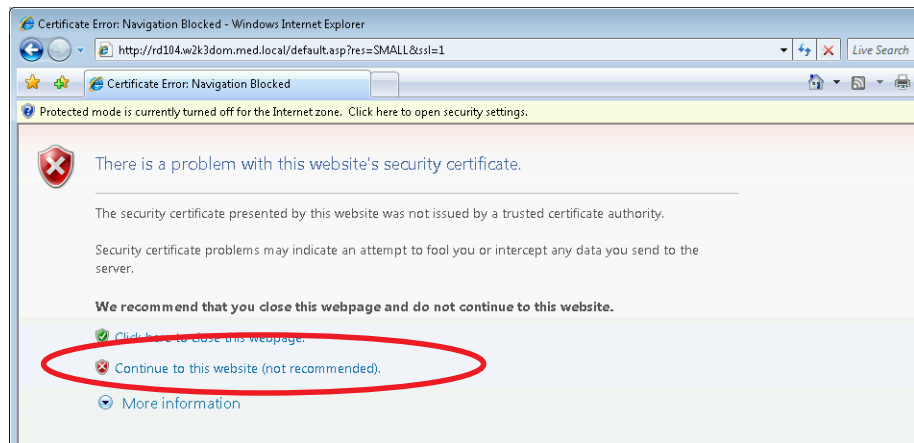 Certificate Error: Navigation Blocked - Windows Internet Explorer
http://rd104.w2k3dom.med.local/default.asp?res=SMALL&ssl=1
Live Search
Certificate Error: Navigation Blocked
Protected mode is currently turned off for the Internet zone. Click here to open security settings.
There is a problem with this website's security certificate.
The security certificate presented by this website was not issued by a trusted certificate authority.
Security certificate problems may indicate an attempt to fool you or intercept any data you send to the
server.
We recommend that you close this webpage and do not continue to this website.
Click here to close this webpage.
Continue to this website (not recommended).
More information